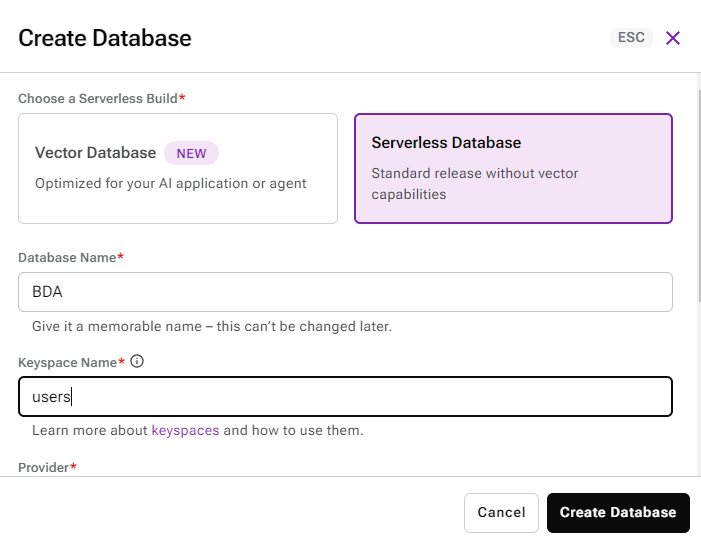 Create Database
ESC
Choose a Serverless Build*
Vector Database NEW
Optimized for your AI application or agent
Serverless Database
Standard release without vector
capabilities
Database Name*
BDA
Give it a memorable name – this can’t be changed later.
Keyspace Name*
users
Learn more about keyspaces and how to use them.
Provider*
Cancel
Create Database